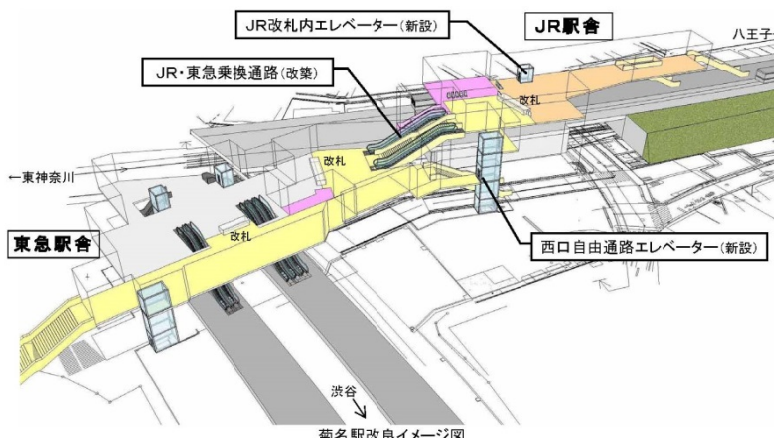 JR改札内エレベーター(新設)
JR駅舎
八王子→
JR・東急乗換通路(改築)
改札
改札
←東神奈川
改札
東急駅舎
西口自由通路エレベーター(新設)
渋谷
菊名駅改良イメージ図